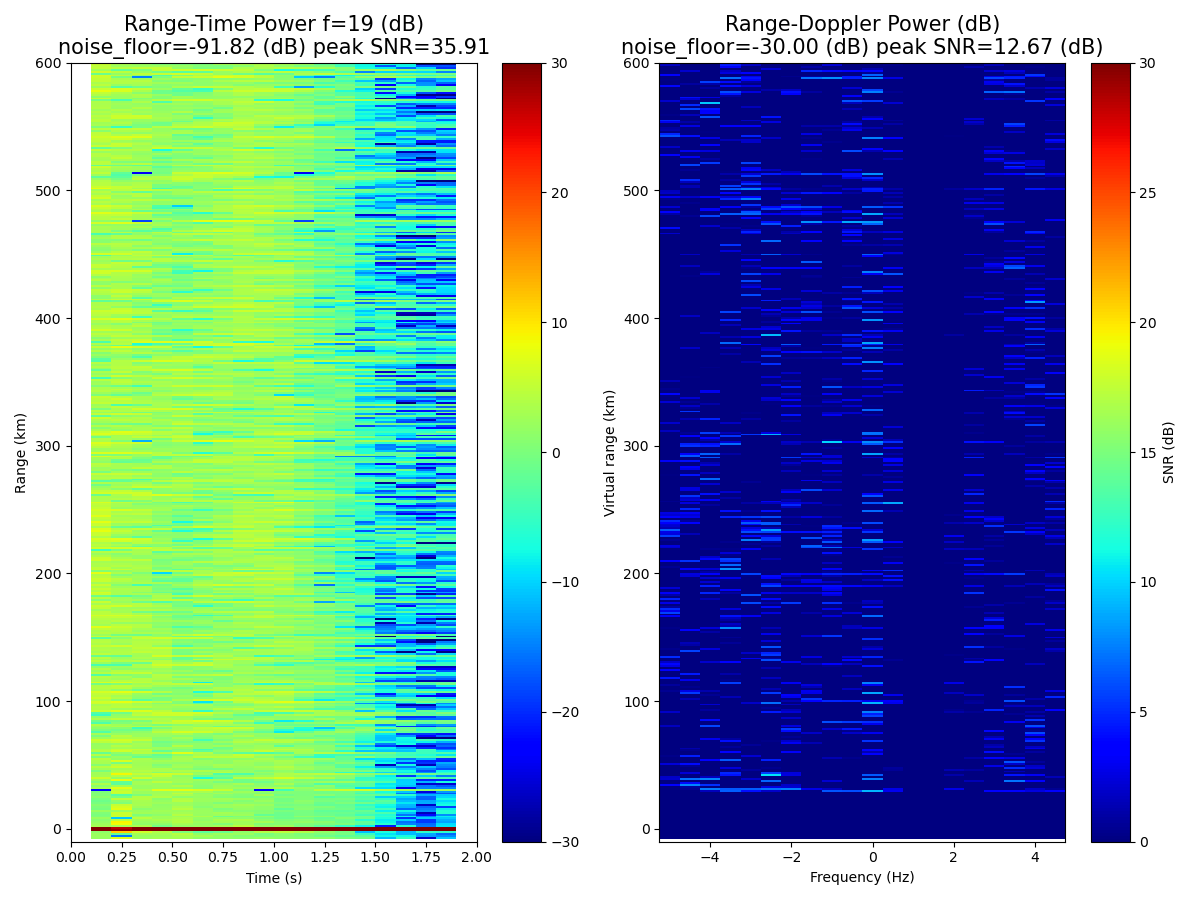 Range-Time Power f=19 (dB)
noise_floor=-91.82 (dB) peak SNR=35.91
Range (km)
600
500
400
300
200
100
0
0.00 0.25 0.50 0.75 1.00 1.25 1.50 1.75 2.00
Time (s)
30
20
10
0
−10
−20
−30
Range-Doppler Power (dB)
noise_floor=-30.00 (dB) peak SNR=12.67 (dB)
Virtual range (km)
600
500
400
300
200
100
0
−4 −2 0 2 4
Frequency (Hz)
30
25
20
15
10
5
0
SNR (dB)